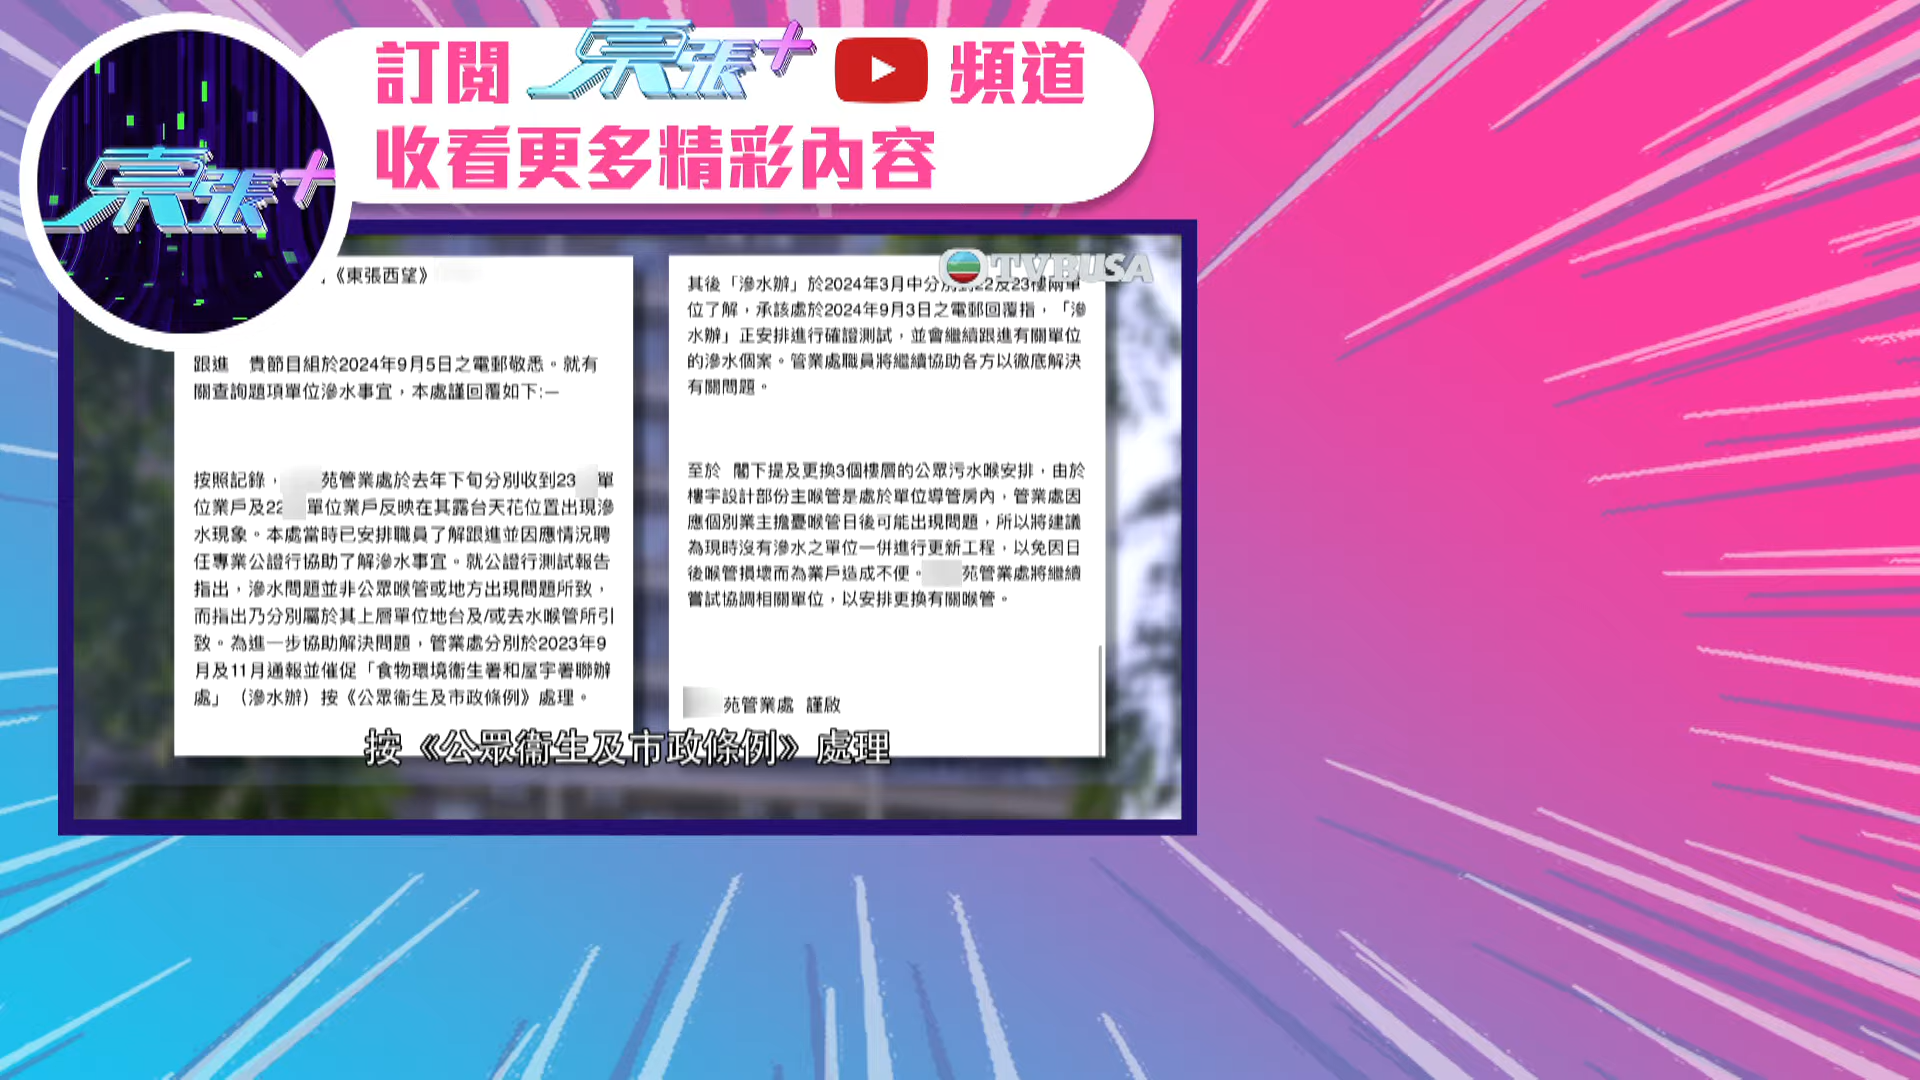 訂閱 東張+ 頻道
收看更多精彩內容
東張+
《東張西望》
跟進 貴節目組於2024年9月5日之電郵敬悉。就有
關查詢題項單位滲水事宜，本處謹回覆如下:—
按照記錄， 苑管業處於去年下旬分別收到23 單
位業戶及22 單位業戶反映在其露台天花位置出現滲
水現象。本處當時已安排職員了解跟進並因應情況聘
任專業公證行協助了解滲水事宜。就公證行測試報告
指出，滲水問題並非公眾喉管或地方出現問題所致，
而指出乃分別屬於其上層單位地台及/或去水喉管所引
致。為進一步協助解決問題，管業處分別於2023年9
月及11月通報並催促「食物環境衞生署和屋宇署聯辦
處」（滲水辦）按《公眾衞生及市政條例》處理。
TVBUSA
其後「滲水辦」於2024年3月中分別到22及23樓兩單
位了解，承該處於2024年9月3日之電郵回覆指，「滲
水辦」正安排進行確證測試，並會繼續跟進有關單位
的滲水個案。管業處職員將繼續協助各方以徹底解決
有關問題。
至於 閣下提及更換3個樓層的公眾污水喉安排，由於
樓宇設計部份主喉管是處於單位導管房內，管業處因
應個別業主擔憂喉管日後可能出現問題，所以將建議
為現時沒有滲水之單位一併進行更新工程，以免因日
後喉管損壞而為業戶造成不便。 苑管業處將繼續
嘗試協調相關單位，以安排更換有關喉管。
苑管業處 謹啟
按《公眾衞生及市政條例》處理